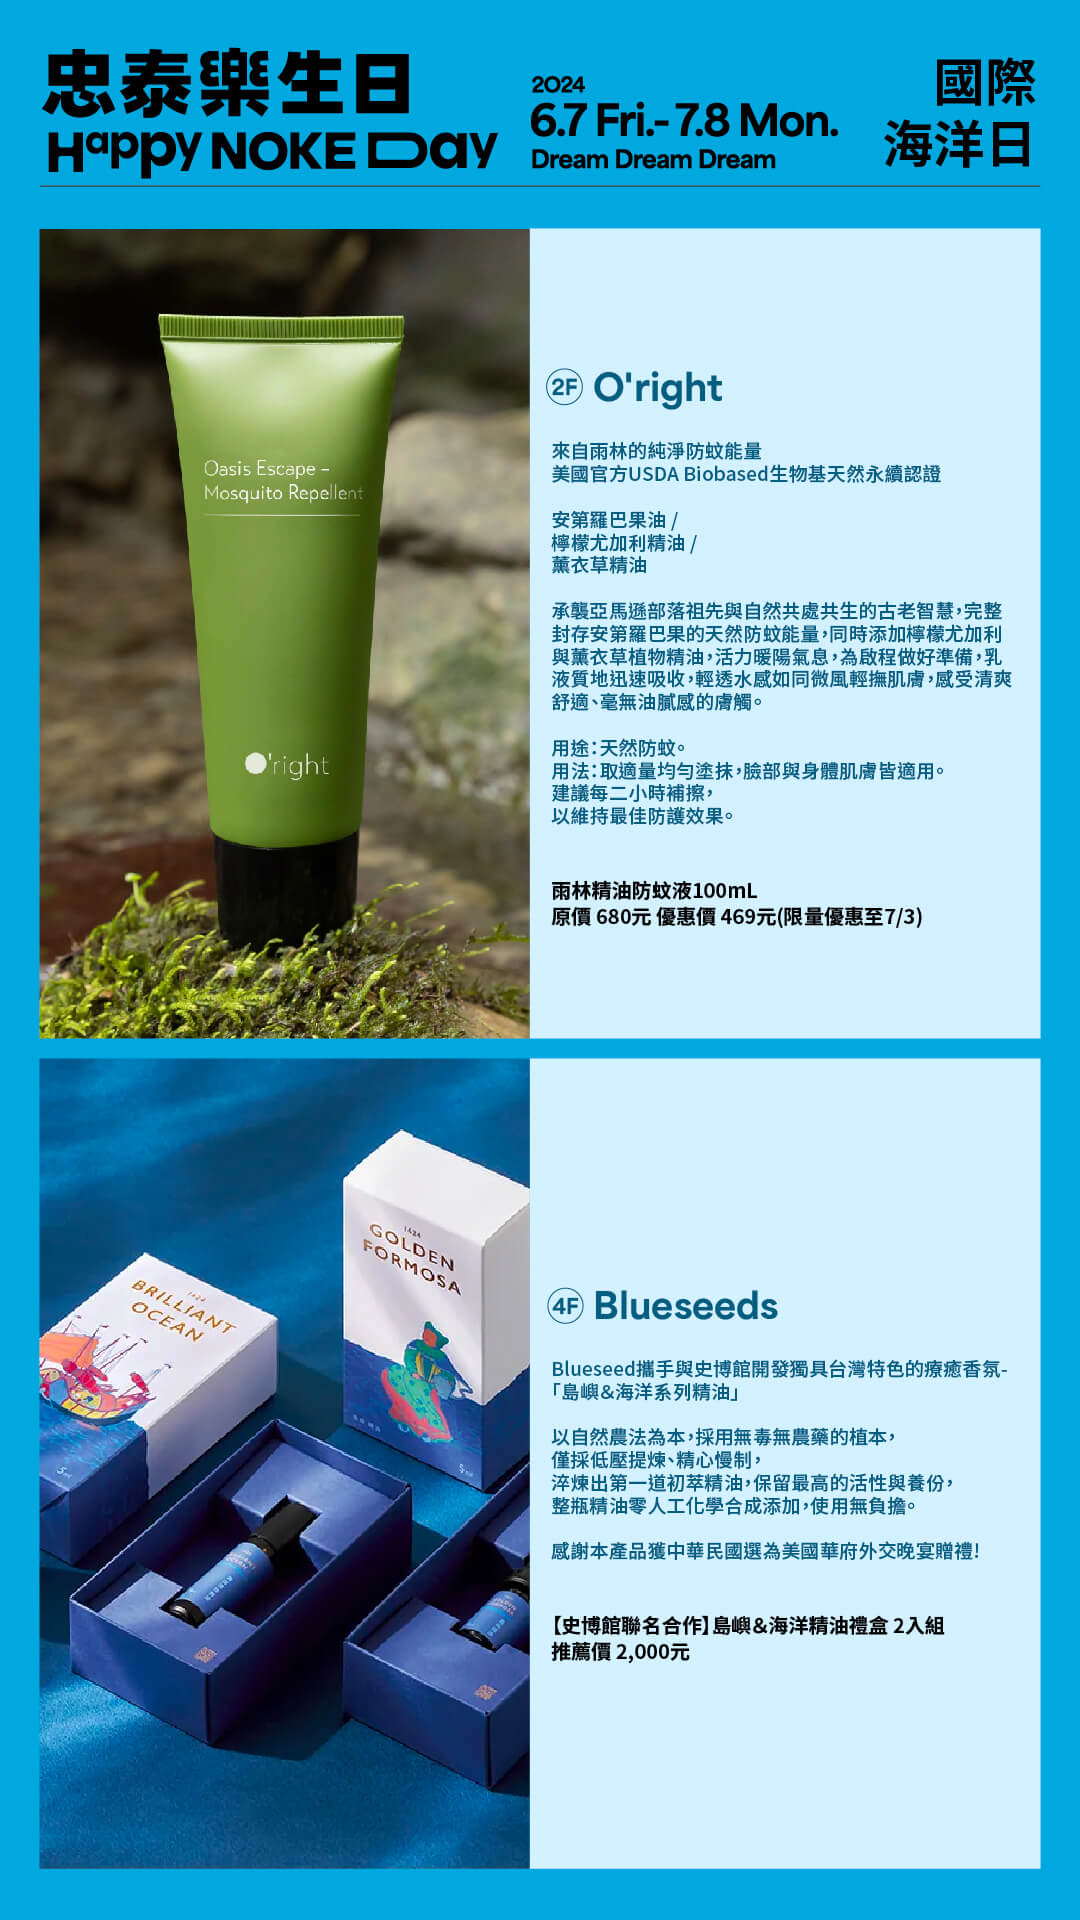 忠泰樂生日
Happy NOKE Day
2024
6.7 Fri.- 7.8 Mon.
Dream Dream Dream
國際
海洋日
Oasis Escape –
Mosquito Repellent
O'right
2F O'right
來自雨林的純淨防蚊能量
美國官方USDA Biobased生物基天然永續認證
安第羅巴果油 /
檸檬尤加利精油 /
薰衣草精油
承襲亞馬遜部落祖先與自然共處共生的古老智慧，完整
封存安第羅巴果的天然防蚊能量，同時添加檸檬尤加利
與薰衣草植物精油，活力暖陽氣息，為啟程做好準備，乳
液質地迅速吸收，輕透水感如同微風輕撫肌膚，感受清爽
舒適、毫無油膩感的膚觸。
用途：天然防蚊。
用法：取適量均勻塗抹，臉部與身體肌膚皆適用。
建議每二小時補擦，
以維持最佳防護效果。
雨林精油防蚊液100mL
原價 680元 優惠價 469元(限量優惠至7/3)
1424
GOLDEN
FORMOSA
1424
BRILLIANT
OCEAN
4F Blueseeds
Blueseed攜手與史博館開發獨具台灣特色的療癒香氛-
「島嶼&海洋系列精油」
以自然農法為本，採用無毒無農藥的植本，
僅採低壓提煉、精心慢制，
淬煉出第一道初萃精油，保留最高的活性與養份，
整瓶精油零人工化學合成添加，使用無負擔。
感謝本產品獲中華民國選為美國華府外交晚宴贈禮！
【史博館聯名合作】島嶼&海洋精油禮盒 2入組
推薦價 2,000元